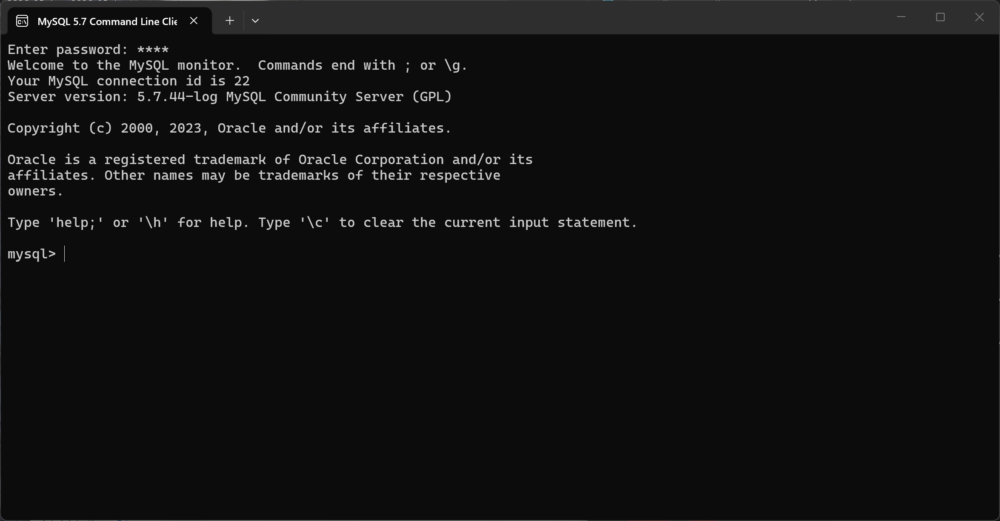 MySQL 5.7 Command Line Clie
Enter password: ****
Welcome to the MySQL monitor.  Commands end with ; or \g.
Your MySQL connection id is 22
Server version: 5.7.44-log MySQL Community Server (GPL)
Copyright (c) 2000, 2023, Oracle and/or its affiliates.
Oracle is a registered trademark of Oracle Corporation and/or its
affiliates. Other names may be trademarks of their respective
owners.
Type 'help;' or '\h' for help. Type '\c' to clear the current input statement.
mysql>